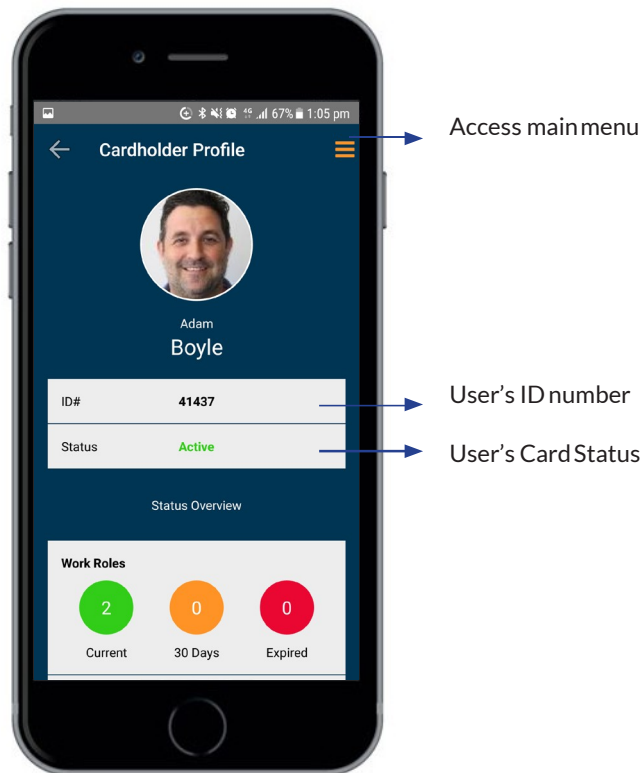 4G 67% 1:05 pm
Cardholder Profile
Access main menu
Adam
Boyle
ID# 41437
User’s ID number
Status Active
User’s Card Status
Status Overview
Work Roles
2 0 0
Current 30 Days Expired